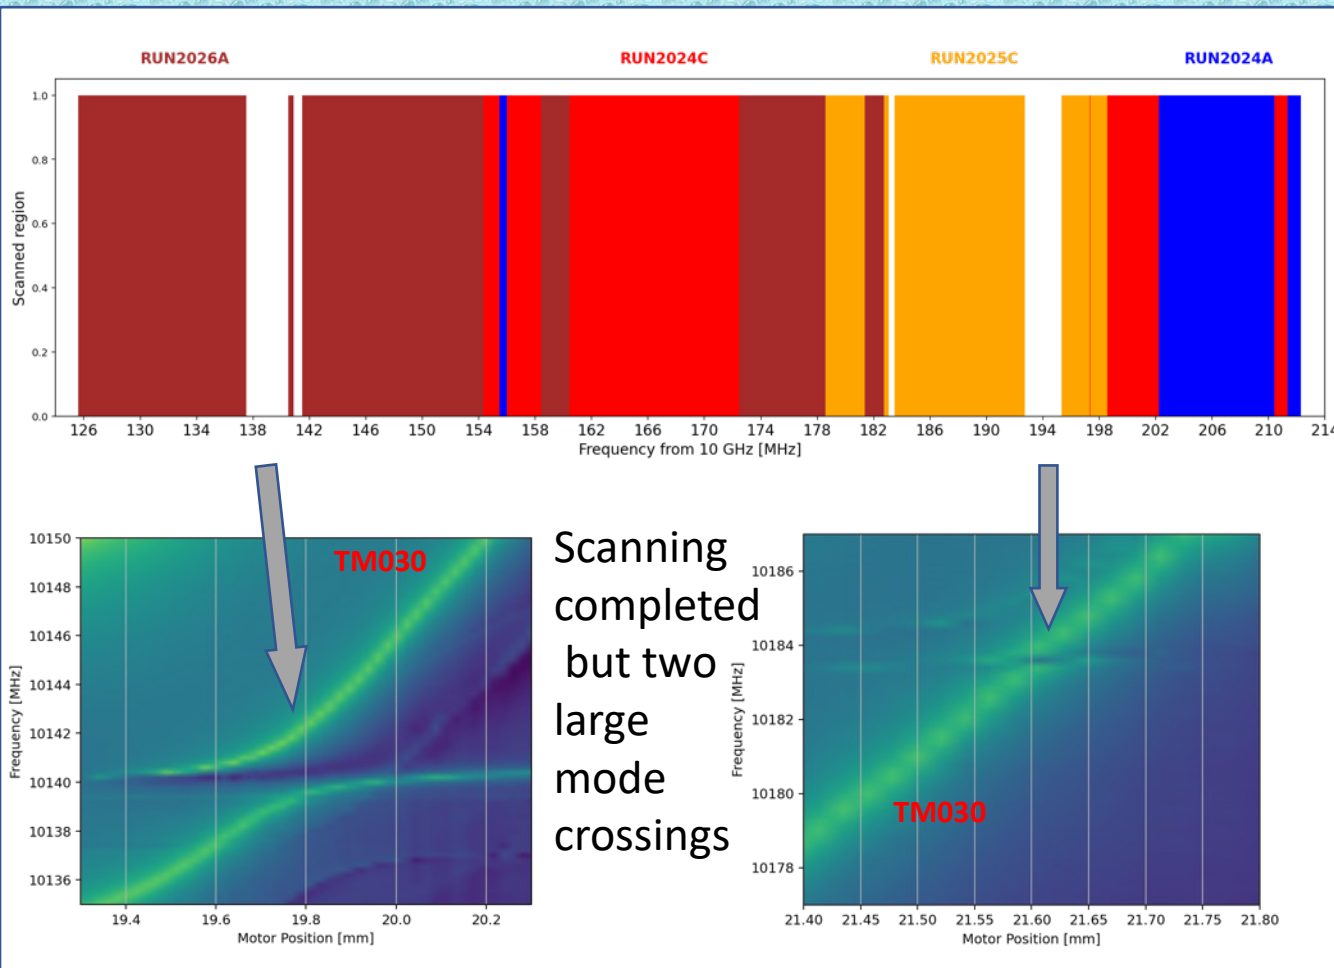 RUN2026A RUN2024C RUN2025C RUN2024A
Scanned region
1.0
0.8
0.6
0.4
0.2
0.0
126 130 134 138 142 146 150 154 158 162 166 170 174 178 182 186 190 194 198 202 206 210 214
Frequency from 10 GHz [MHz]
Frequency [MHz]
10150
10148
10146
10144
10142
10140
10138
10136
TM030
19.4 19.6 19.8 20.0 20.2
Motor Position [mm]
Scanning
completed
but two
large
mode
crossings
Frequency [MHz]
10186
10184
10182
10180
10178
TM030
21.40 21.45 21.50 21.55 21.60 21.65 21.70 21.75 21.80
Motor Position [mm]